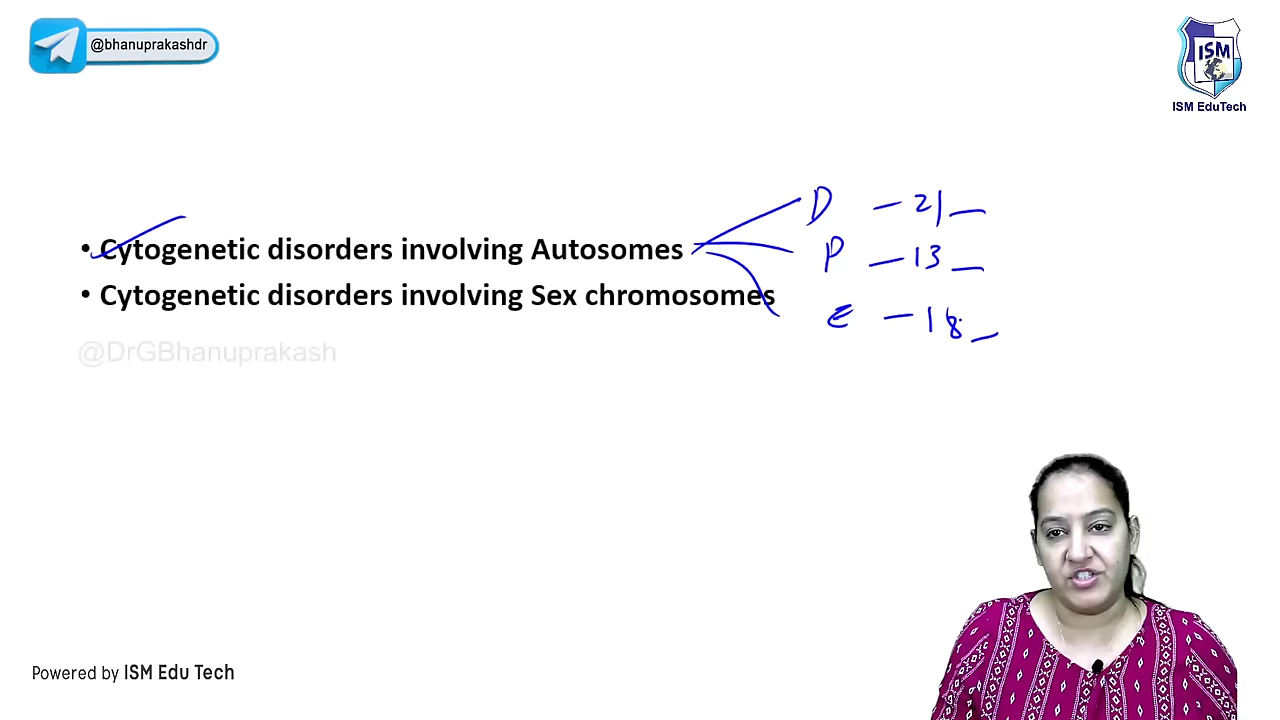 @bhanuprakashdr
ISM
ISM EduTech
D – 21 _
• Cytogenetic disorders involving Autosomes
P – 13 _
• Cytogenetic disorders involving Sex chromosomes
E – 18 _
@DrGBhanuprakash
Powered by ISM Edu Tech